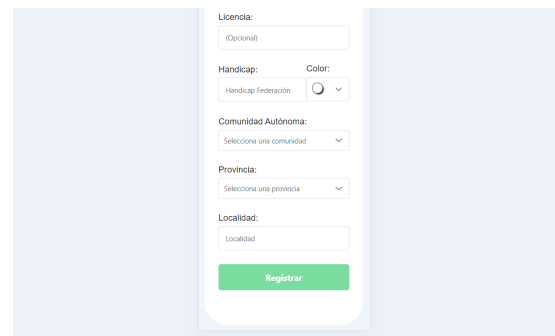 Licencia:
(Opcional)
Handicap: Color:
Handicap Federación
Comunidad Autónoma:
Selecciona una comunidad
Provincia:
Selecciona una provincia
Localidad:
Localidad
Registrar